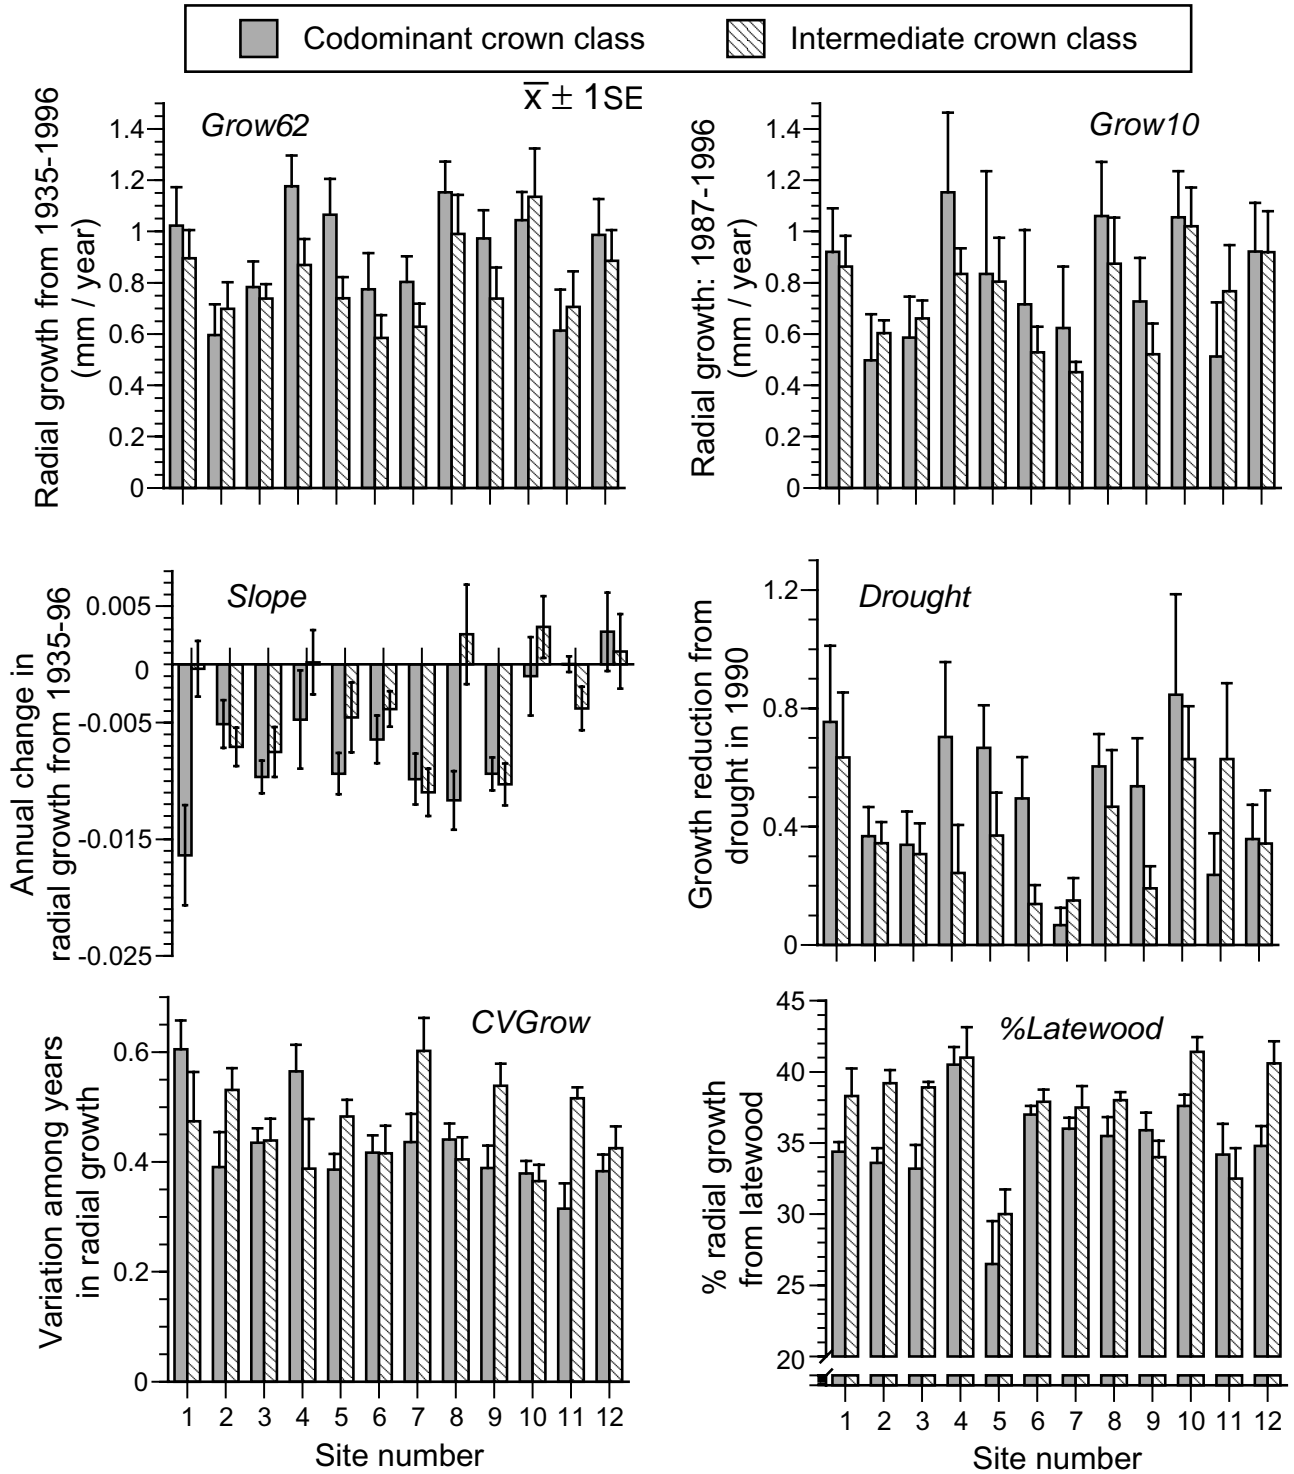 Codominant crown class
Intermediate crown class
x̄ ± 1SE
Radial growth from 1935-1996
(mm / year)
Grow62
1.4
1.2
1
0.8
0.6
0.4
0.2
0
Radial growth: 1987-1996
(mm / year)
Grow10
1.4
1.2
1
0.8
0.6
0.4
0.2
0
Annual change in
radial growth from 1935-96
Slope
0.005
0
-0.005
-0.015
-0.025
Growth reduction from
drought in 1990
Drought
1.2
0.8
0.4
0
Variation among years
in radial growth
CVGrow
0.6
0.4
0.2
0
1 2 3 4 5 6 7 8 9 10 11 12
Site number
% radial growth
from latewood
%Latewood
45
40
35
30
25
20
1 2 3 4 5 6 7 8 9 10 11 12
Site number